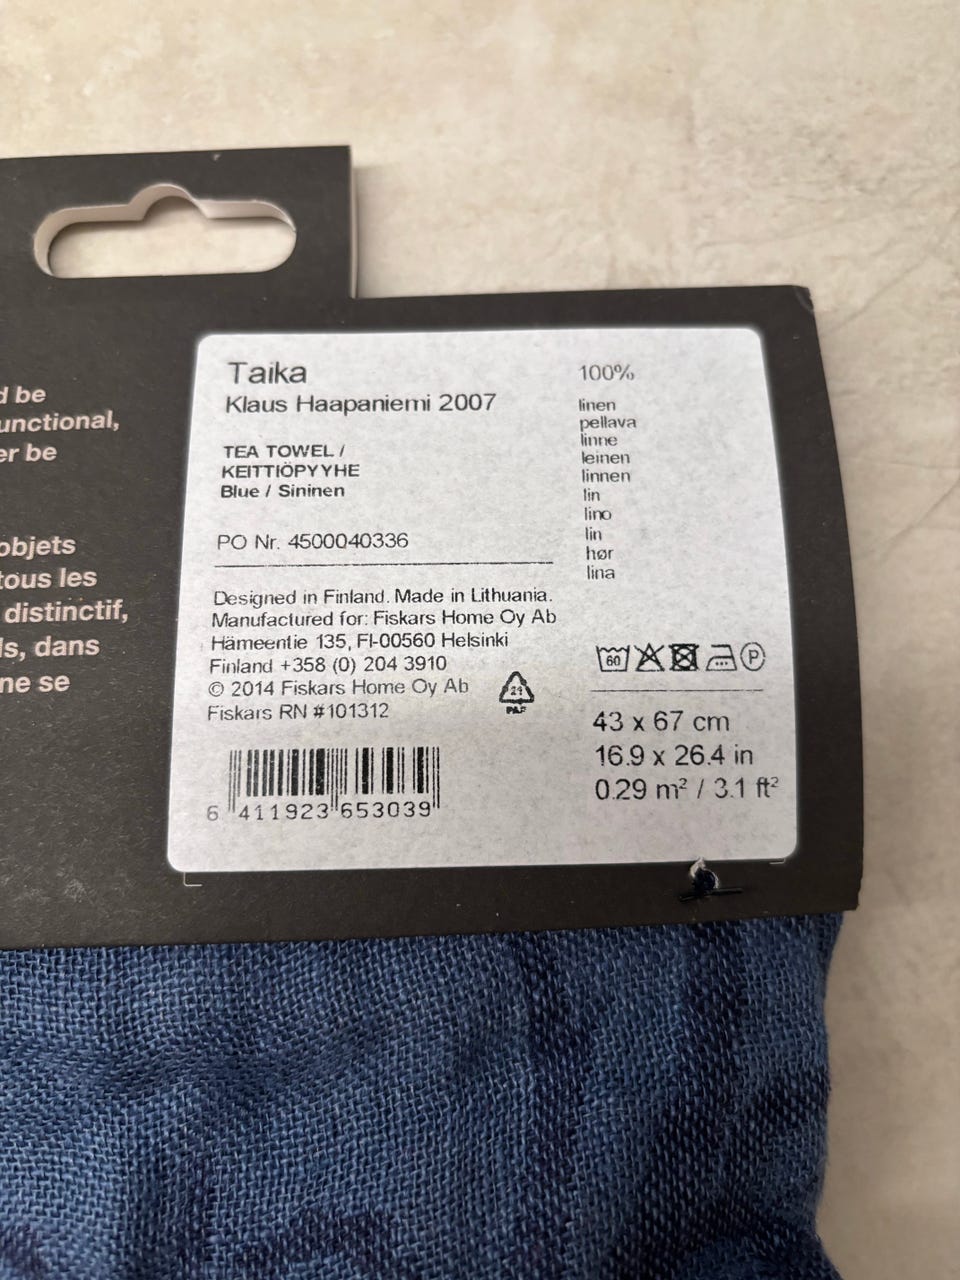 d be
unctional,
er be
objets
tous les
distinctif,
ls, dans
ne se
Taika
Klaus Haapaniemi 2007
TEA TOWEL /
KEITTIÖPYYHE
Blue / Sininen
PO Nr. 4500040336
Designed in Finland. Made in Lithuania.
Manufactured for: Fiskars Home Oy Ab
Hämeentie 135, FI-00560 Helsinki
Finland +358 (0) 204 3910
© 2014 Fiskars Home Oy Ab
Fiskars RN #101312
21
PAP
6 411923 653039
100%
linen
pellava
linne
leinen
linnen
lin
lino
lin
hør
lina
60
P
43 x 67 cm
16.9 x 26.4 in
0.29 m² / 3.1 ft²